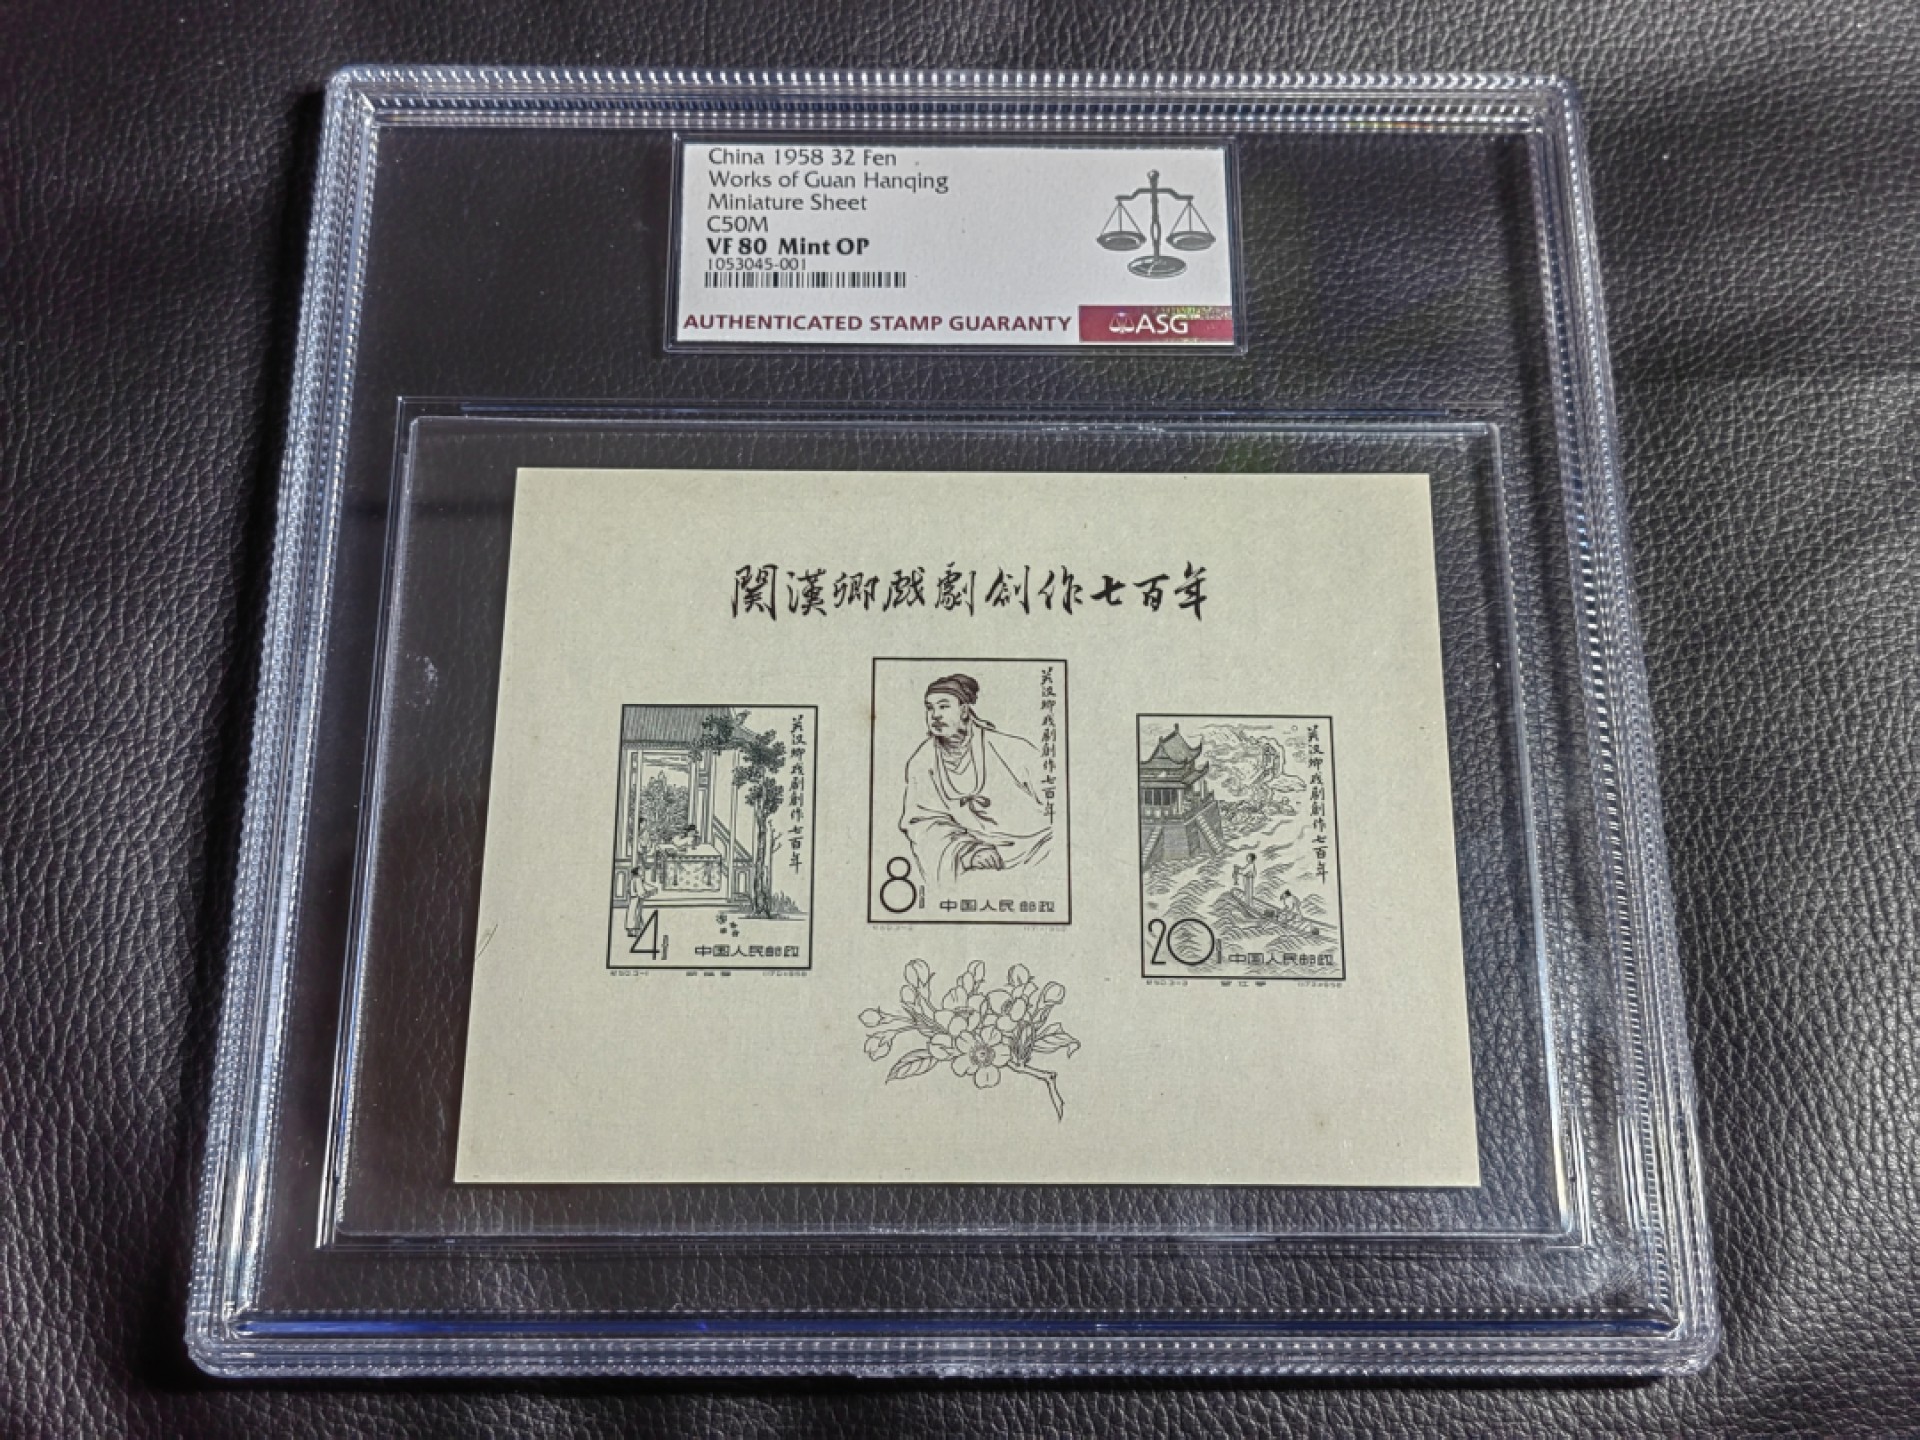 China 1958 32 Fen
Works of Guan Hanqing
Miniature Sheet
C50M
VF 80 Mint OP
1053045-001
AUTHENTICATED STAMP GUARANTY
ASG
関漢卿戲劇創作七百年
关汉卿戏剧創作七百年
4
中国人民邮政
关汉卿戏剧創作七百年
8
中国人民邮政
关汉卿戏剧創作七百年
20
中国人民邮政